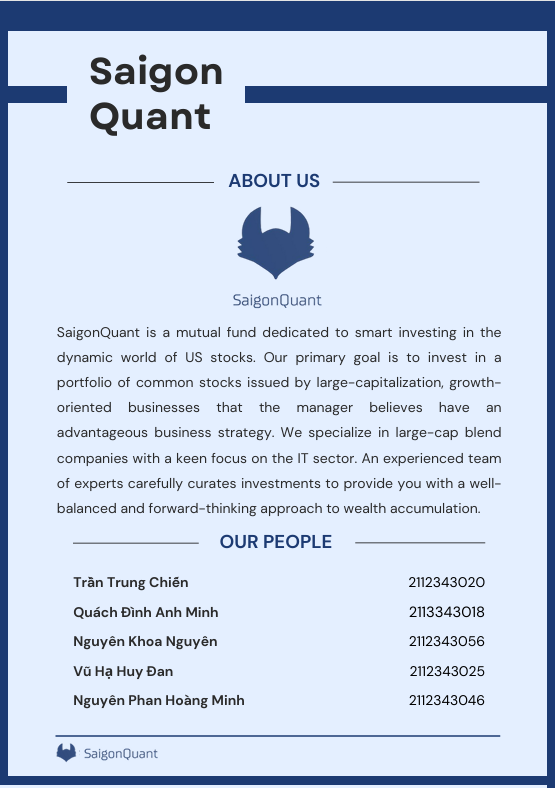 Saigon
Quant
ABOUT US
SaigonQuant
SaigonQuant is a mutual fund dedicated to smart investing in the
dynamic world of US stocks. Our primary goal is to invest in a
portfolio of common stocks issued by large-capitalization, growth-
oriented businesses that the manager believes have an
advantageous business strategy. We specialize in large-cap blend
companies with a keen focus on the IT sector. An experienced team
of experts carefully curates investments to provide you with a well-
balanced and forward-thinking approach to wealth accumulation.
OUR PEOPLE
Trần Trung Chiến 2112343020
Quách Đình Anh Minh 2113343018
Nguyên Khoa Nguyên 2112343056
Vũ Hạ Huy Đan 2112343025
Nguyên Phan Hoàng Minh 2112343046
SaigonQuant